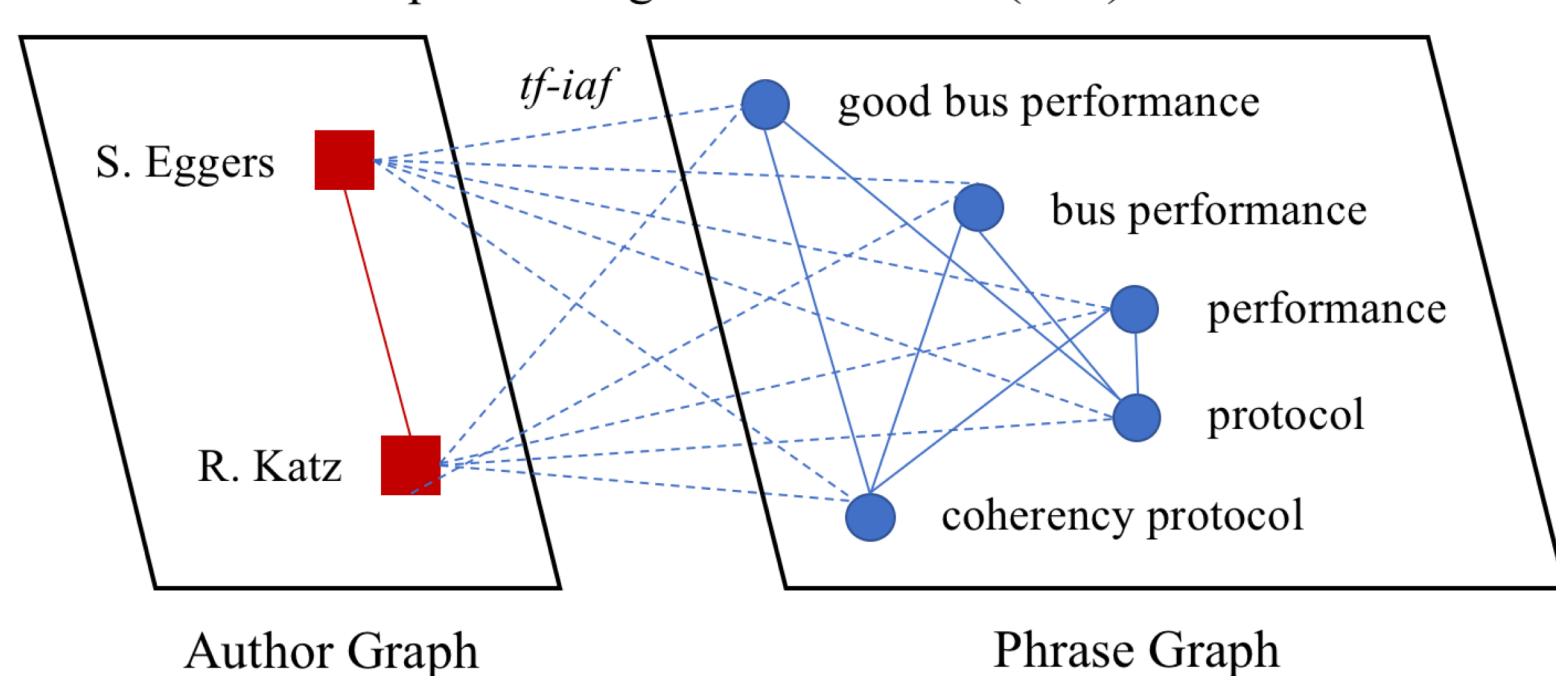 tf-iaf
good bus performance
S. Eggers
bus performance
performance
protocol
R. Katz
coherency protocol
Author Graph
Phrase Graph